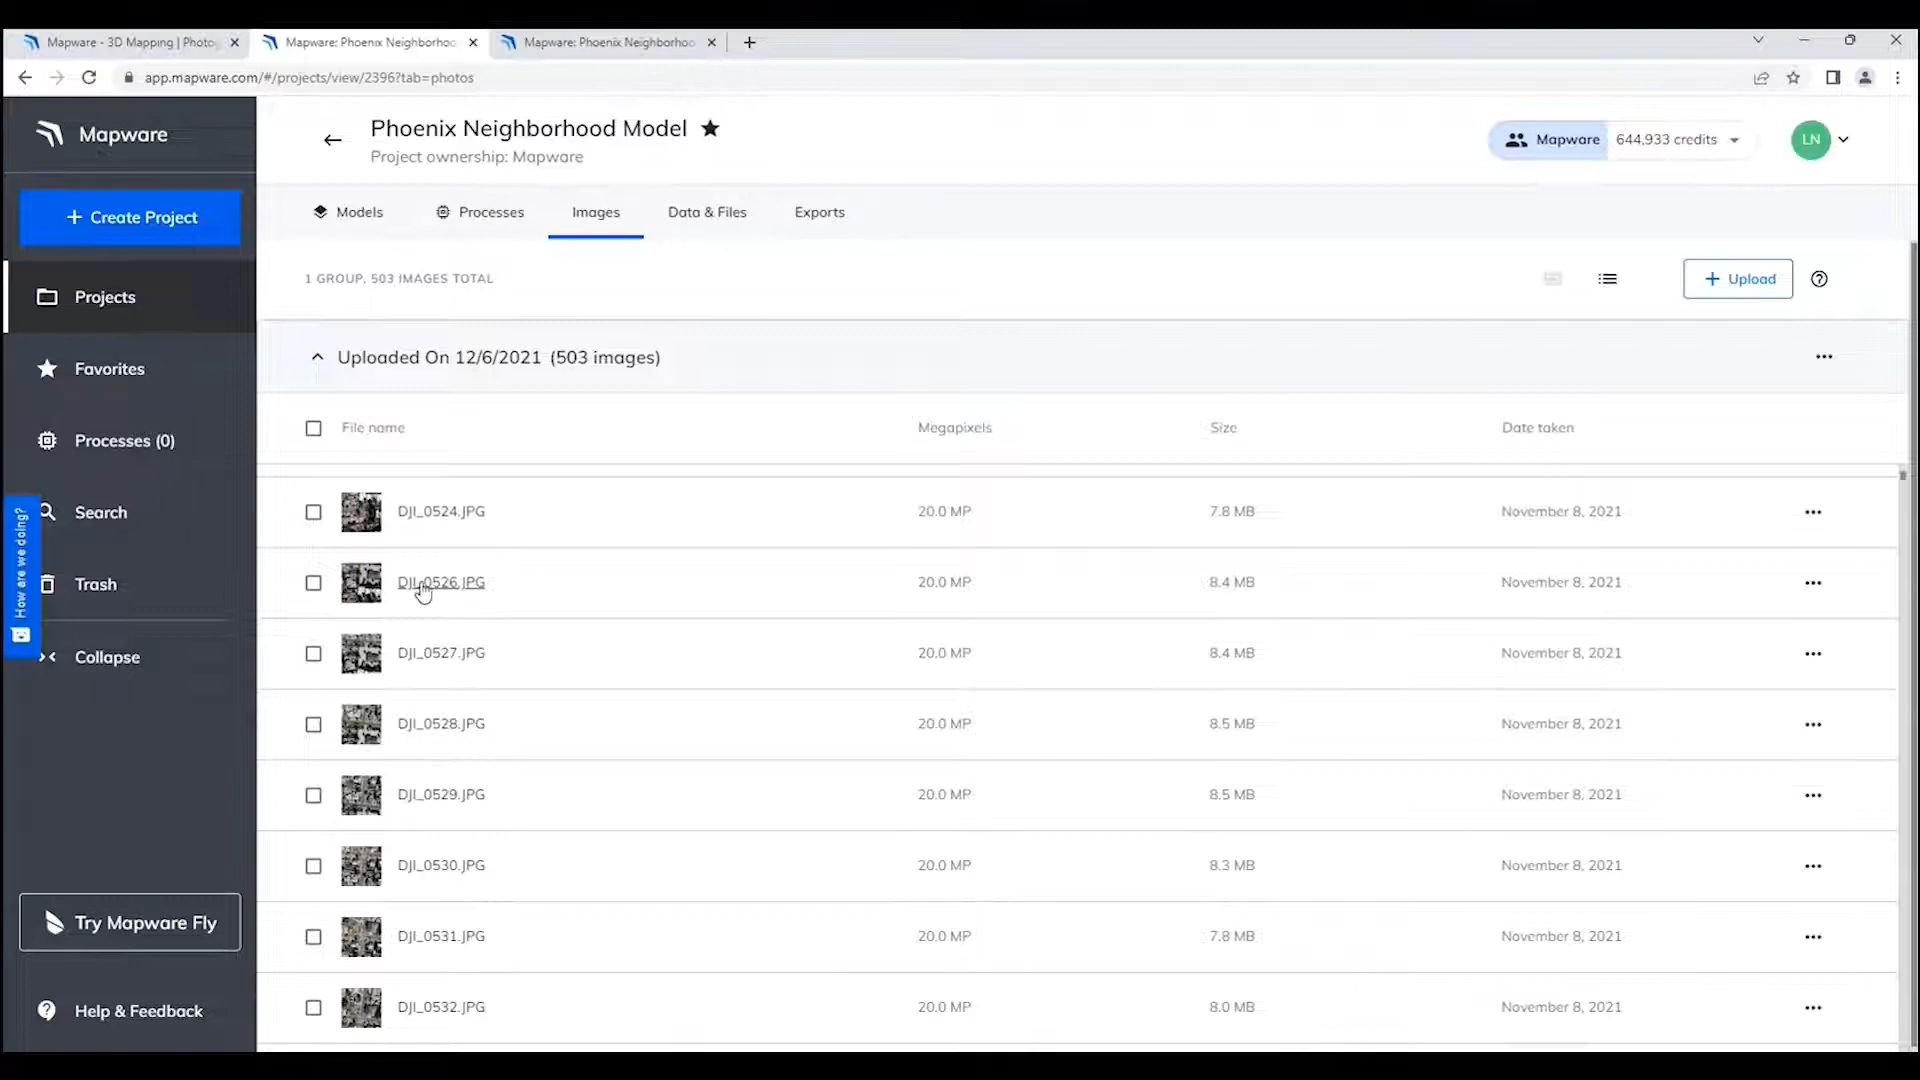 Mapware - 3D Mapping | Photo
Mapware: Phoenix Neighborhoo
Mapware: Phoenix Neighborhoo
app.mapware.com/#/projects/view/2396?tab=photos
Mapware
Phoenix Neighborhood Model
Project ownership: Mapware
Mapware 644,933 credits
LN
+ Create Project
Models
Processes
Images
Data & Files
Exports
Projects
Favorites
Processes (0)
Search
Trash
Collapse
How are we doing?
Try Mapware Fly
Help & Feedback
1 GROUP, 503 IMAGES TOTAL
+ Upload
Uploaded On 12/6/2021 (503 images)
File name Megapixels Size Date taken
DJI_0524.JPG 20.0 MP 7.8 MB November 8, 2021
DJI_0526.JPG 20.0 MP 8.4 MB November 8, 2021
DJI_0527.JPG 20.0 MP 8.4 MB November 8, 2021
DJI_0528.JPG 20.0 MP 8.5 MB November 8, 2021
DJI_0529.JPG 20.0 MP 8.5 MB November 8, 2021
DJI_0530.JPG 20.0 MP 8.3 MB November 8, 2021
DJI_0531.JPG 20.0 MP 7.8 MB November 8, 2021
DJI_0532.JPG 20.0 MP 8.0 MB November 8, 2021